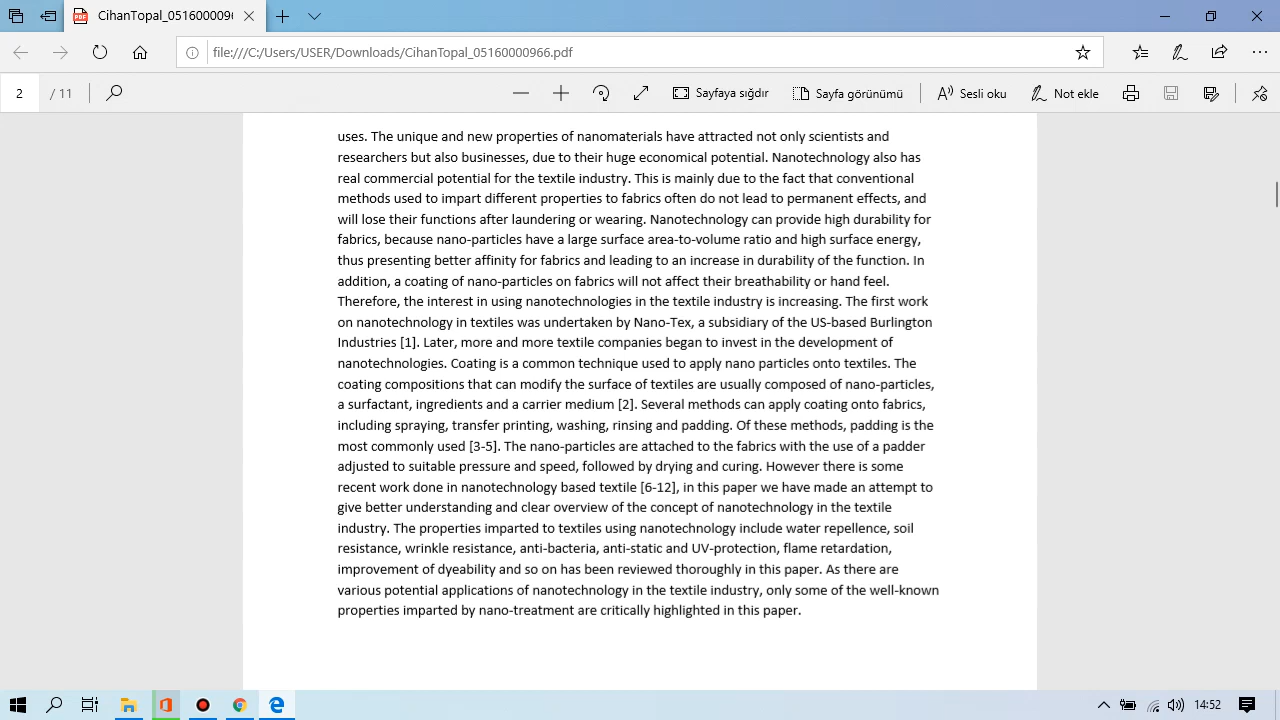 CihanTopal_0516000096
file:///C:/Users/USER/Downloads/CihanTopal_05160000966.pdf
2 / 11
Sayfaya sığdır
Sayfa görünümü
Sesli oku
Not ekle
uses. The unique and new properties of nanomaterials have attracted not only scientists and
researchers but also businesses, due to their huge economical potential. Nanotechnology also has
real commercial potential for the textile industry. This is mainly due to the fact that conventional
methods used to impart different properties to fabrics often do not lead to permanent effects, and
will lose their functions after laundering or wearing. Nanotechnology can provide high durability for
fabrics, because nano-particles have a large surface area-to-volume ratio and high surface energy,
thus presenting better affinity for fabrics and leading to an increase in durability of the function. In
addition, a coating of nano-particles on fabrics will not affect their breathability or hand feel.
Therefore, the interest in using nanotechnologies in the textile industry is increasing. The first work
on nanotechnology in textiles was undertaken by Nano-Tex, a subsidiary of the US-based Burlington
Industries [1]. Later, more and more textile companies began to invest in the development of
nanotechnologies. Coating is a common technique used to apply nano particles onto textiles. The
coating compositions that can modify the surface of textiles are usually composed of nano-particles,
a surfactant, ingredients and a carrier medium [2]. Several methods can apply coating onto fabrics,
including spraying, transfer printing, washing, rinsing and padding. Of these methods, padding is the
most commonly used [3-5]. The nano-particles are attached to the fabrics with the use of a padder
adjusted to suitable pressure and speed, followed by drying and curing. However there is some
recent work done in nanotechnology based textile [6-12], in this paper we have made an attempt to
give better understanding and clear overview of the concept of nanotechnology in the textile
industry. The properties imparted to textiles using nanotechnology include water repellence, soil
resistance, wrinkle resistance, anti-bacteria, anti-static and UV-protection, flame retardation,
improvement of dyeability and so on has been reviewed thoroughly in this paper. As there are
various potential applications of nanotechnology in the textile industry, only some of the well-known
properties imparted by nano-treatment are critically highlighted in this paper.
14:52